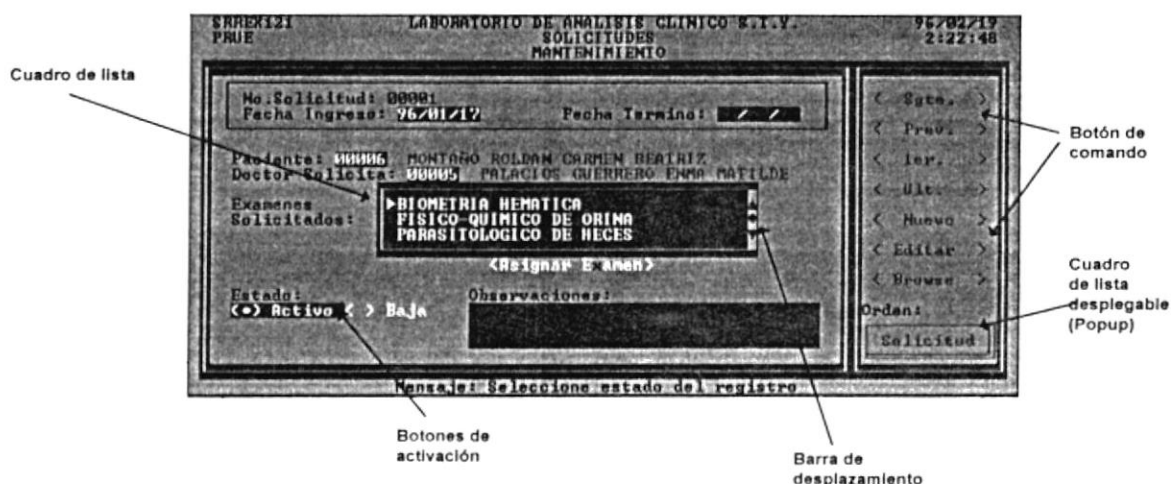 SRREX121 LABORATORIO DE ANALISIS CLINICO S.T.Y. 96/02/19
PRUE SOLICITUDES 2:22:48
MANTENIMIENTO
Cuadro de lista
No.Solicitud: 00001
Fecha Ingreso: 96/01/17 Fecha Termino: / /
Paciente: 00006 MONTAÑO ROLDAN CARMEN BEATRIZ
Doctor Solicita: 00005 PALACIOS GUERRERO ENMA MATILDE
Examenes
Solicitados:
BIOMETRIA HEMATICA
FISICO-QUIMICO DE ORINA
PARASITOLOGICO DE HECES
<Asignar Examen>
Estado:
(•) Activo < > Baja
Observaciones:
< Sgte. >
< Prev. >
< 1er. >
< Ult. >
< Nuevo >
< Editar >
< Browse >
Orden:
Solicitud
Mensaje: Seleccione estado del registro
Botón de
comando
Cuadro
de lista
desplegable
(Popup)
Botones de
activación
Barra de
desplazamiento